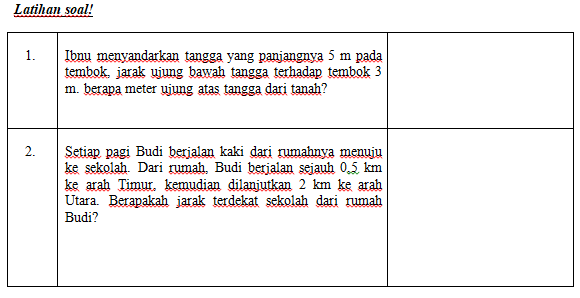 Latihan soal!
1. Ibnu menyandarkan tangga yang panjangnya 5 m pada
tembok, jarak ujung bawah tangga terhadap tembok 3
m. berapa meter ujung atas tangga dari tanah?
2. Setiap pagi Budi berjalan kaki dari rumahnya menuju
ke sekolah. Dari rumah, Budi berjalan sejauh 0,5 km
ke arah Timur, kemudian dilanjutkan 2 km ke arah
Utara. Berapakah jarak terdekat sekolah dari rumah
Budi?